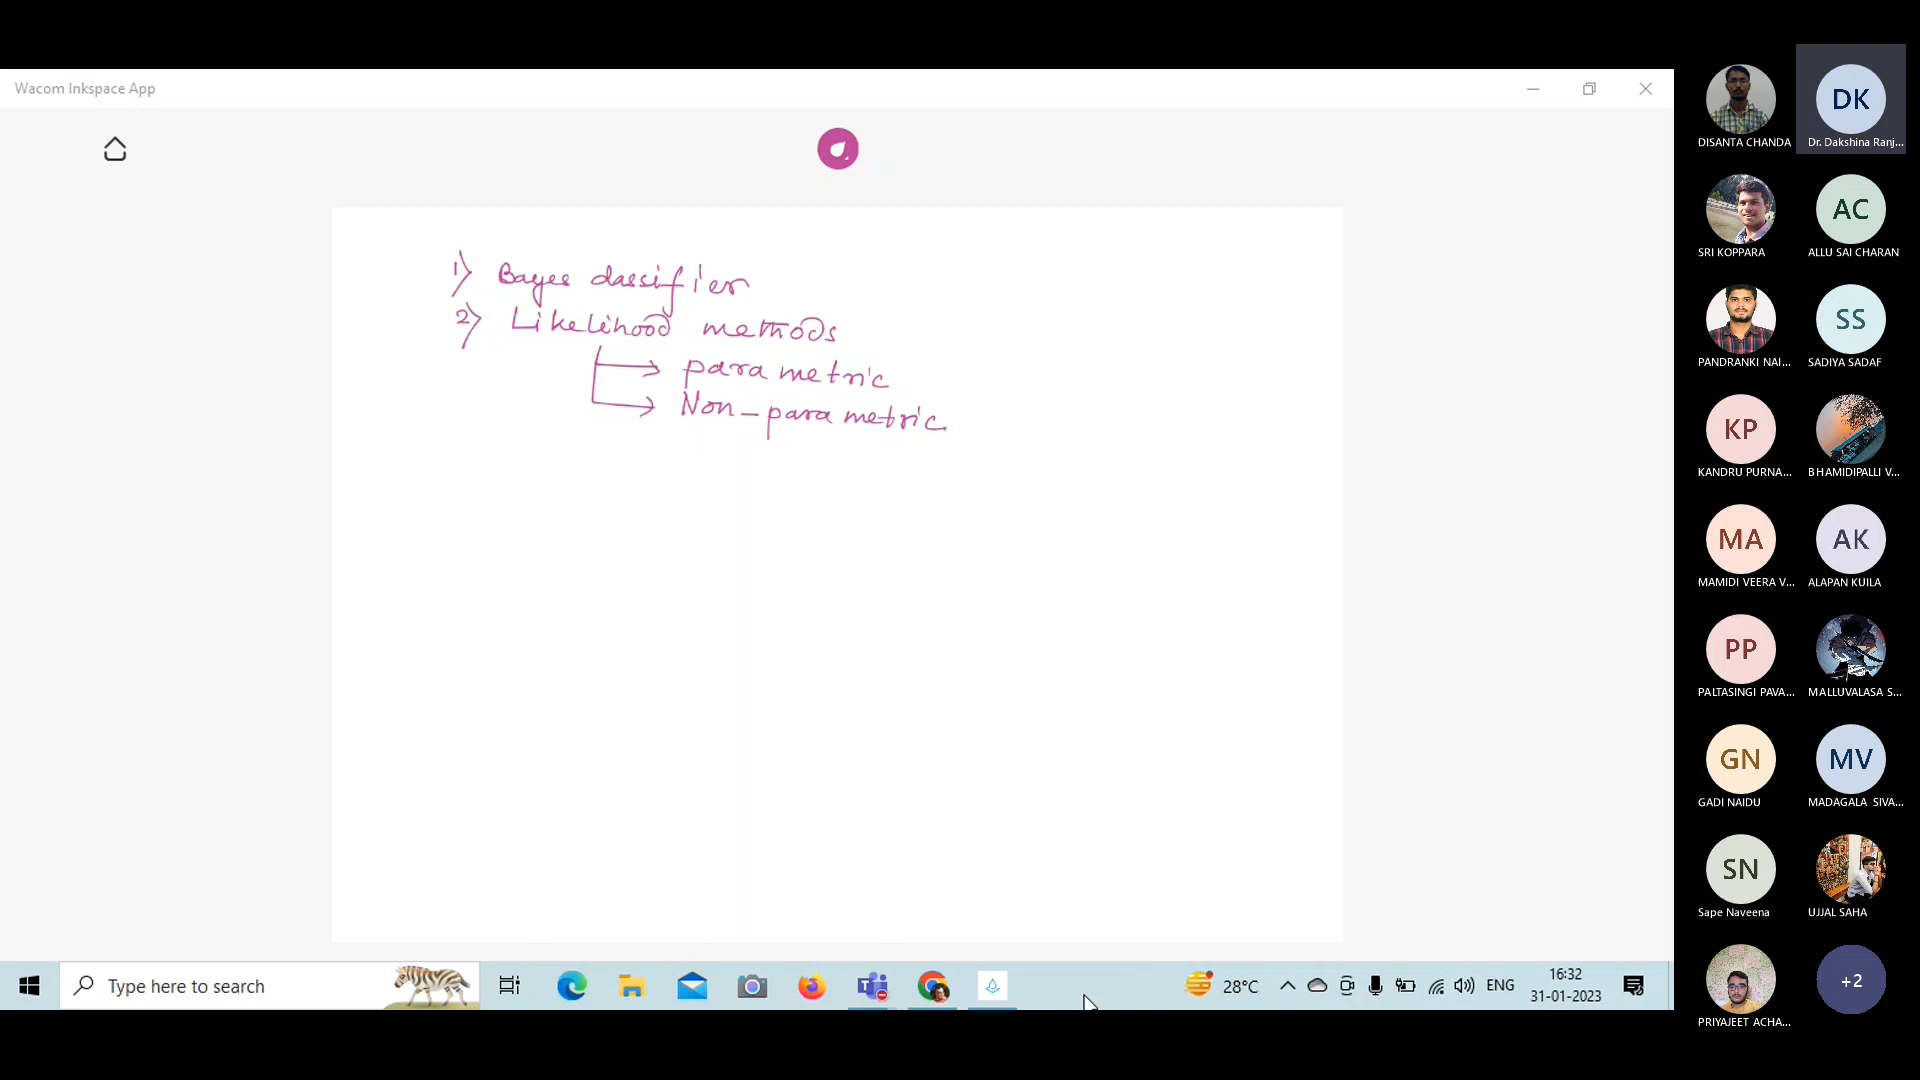 Wacom Inkspace App
1) Bayes classifier
2) Likelihood methods
→ parametric
→ Non-parametric
DISANTA CHANDA
DK
Dr. Dakshina Ranj...
SRI KOPPARA
AC
ALLU SAI CHARAN
PANDRANKI NAI...
SS
SADIYA SADAF
KP
KANDRU PURNA...
BHAMIDIPALLI V...
MA
MAMIDI VEERA V...
AK
ALAPAN KUILA
PP
PALTASINGI PAVA...
MALLUVALASA S...
GN
GADI NAIDU
MV
MADAGALA SIVA...
SN
Sape Naveena
UJJAL SAHA
PRIYAJEET ACHA...
+2
Type here to search
28°C
ENG
16:32
31-01-2023